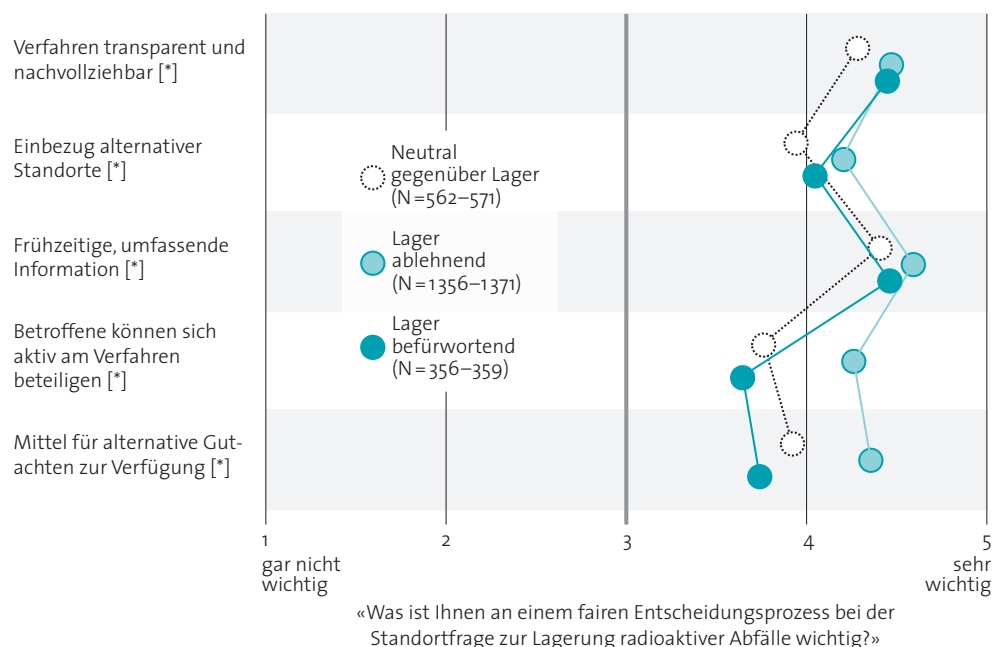 Verfahren transparent und
nachvollziehbar [*]
Einbezug alternativer
Standorte [*]
Frühzeitige, umfassende
Information [*]
Betroffene können sich
aktiv am Verfahren
beteiligen [*]
Mittel für alternative Gut-
achten zur Verfügung [*]
Neutral
gegenüber Lager
(N=562–571)
Lager
ablehnend
(N=1356–1371)
Lager
befürwortend
(N=356–359)
1 2 3 4 5
gar nicht
wichtig
sehr
wichtig
«Was ist Ihnen an einem fairen Entscheidungsprozess bei der
Standortfrage zur Lagerung radioaktiver Abfälle wichtig?»